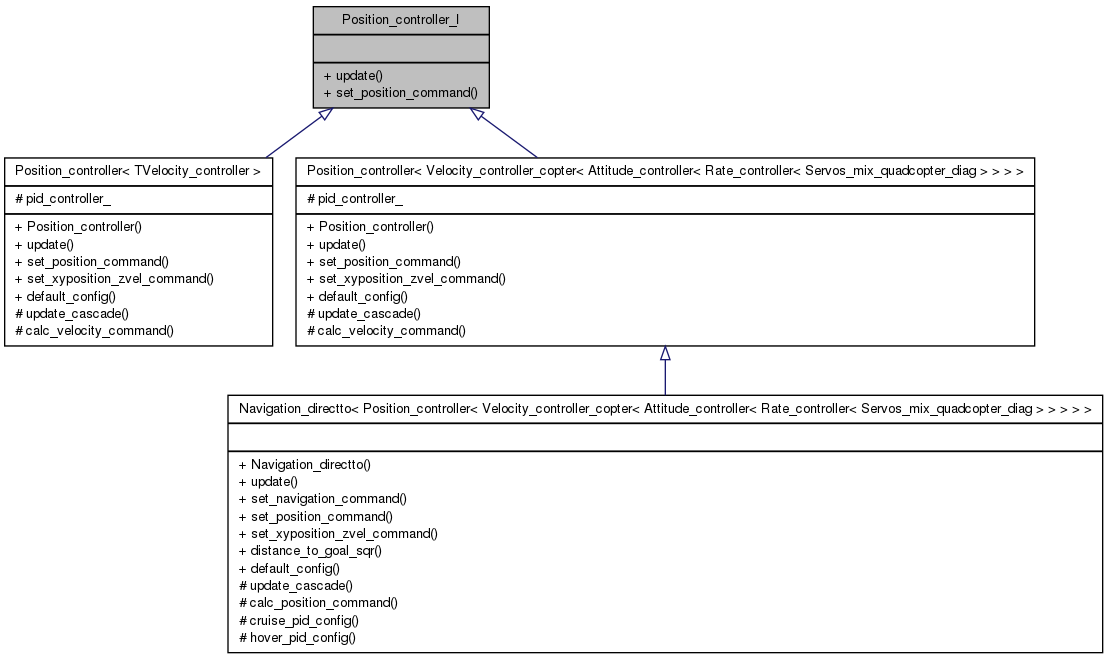 Position_controller_I
+ update()
+ set_position_command()
Position_controller< TVelocity_controller >
# pid_controller_
+ Position_controller()
+ update()
+ set_position_command()
+ set_xyposition_zvel_command()
+ default_config()
# update_cascade()
# calc_velocity_command()
Position_controller< Velocity_controller_copter< Attitude_controller< Rate_controller< Servos_mix_quadcopter_diag > > > >
# pid_controller_
+ Position_controller()
+ update()
+ set_position_command()
+ set_xyposition_zvel_command()
+ default_config()
# update_cascade()
# calc_velocity_command()
Navigation_directto< Position_controller< Velocity_controller_copter< Attitude_controller< Rate_controller< Servos_mix_quadcopter_diag > > > > >
+ Navigation_directto()
+ update()
+ set_navigation_command()
+ set_position_command()
+ set_xyposition_zvel_command()
+ distance_to_goal_sqr()
+ default_config()
# update_cascade()
# calc_position_command()
# cruise_pid_config()
# hover_pid_config()